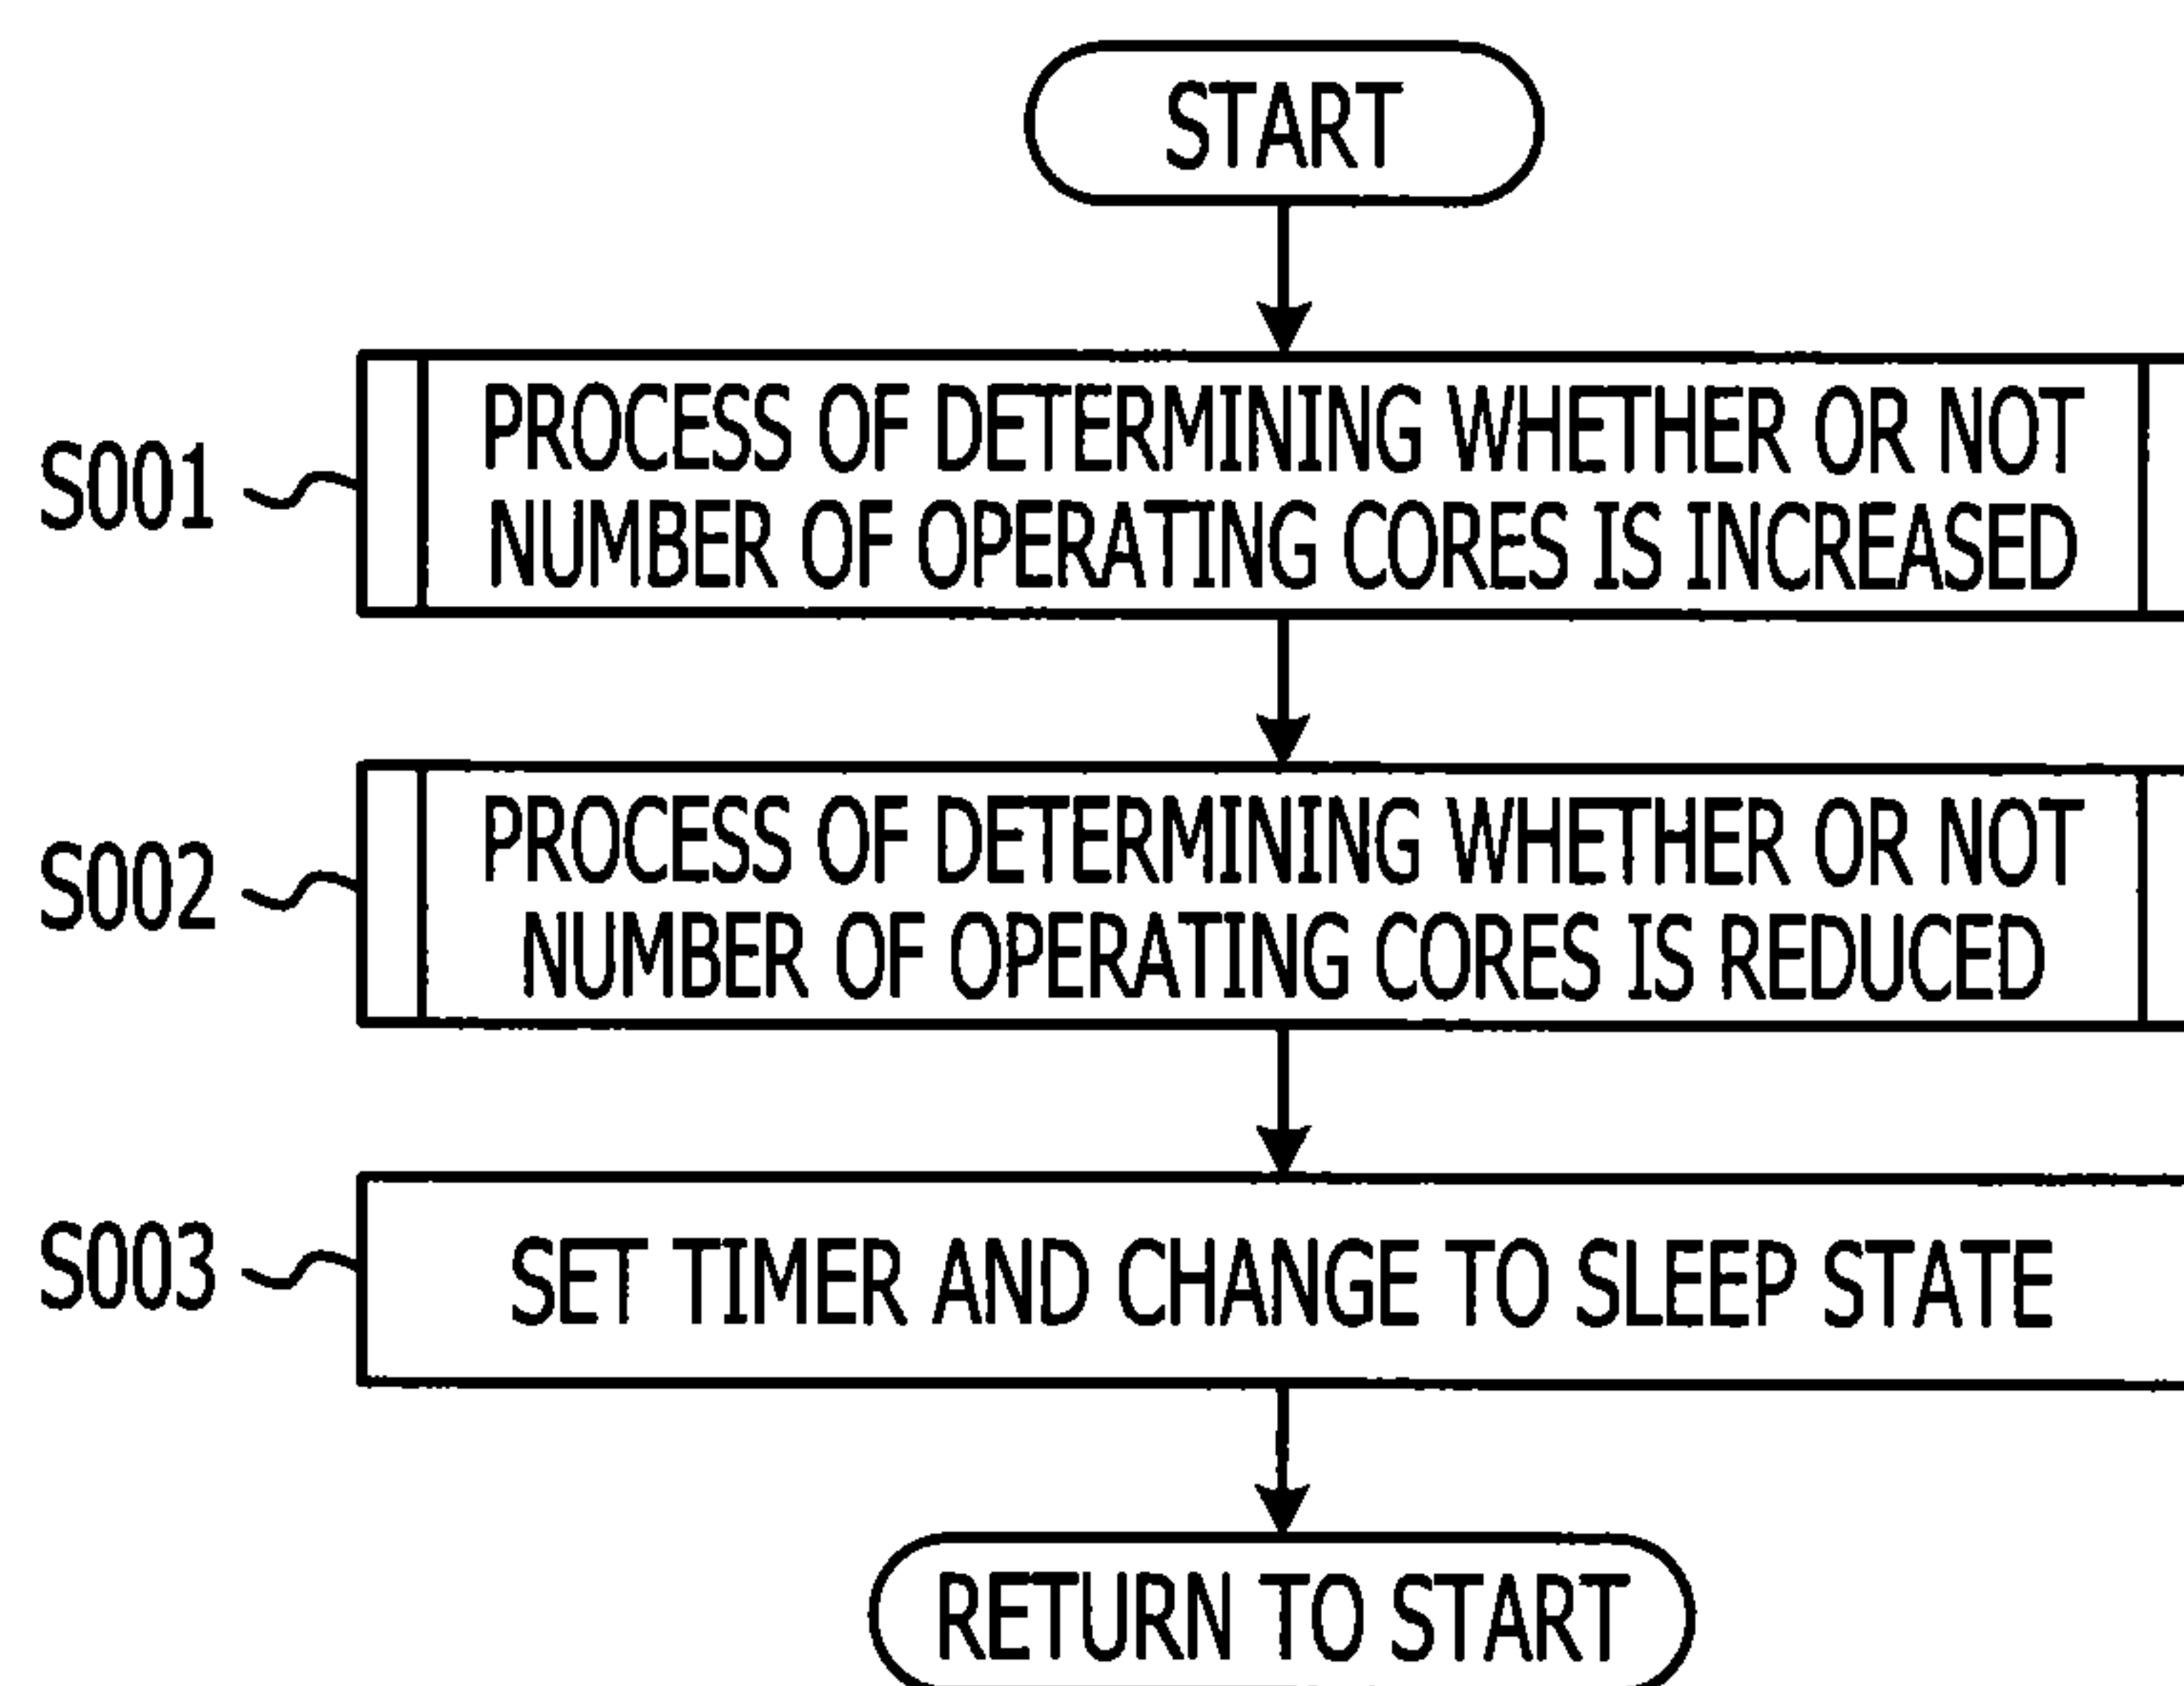 START
S001
PROCESS OF DETERMINING WHETHER OR NOT
NUMBER OF OPERATING CORES IS INCREASED
S002
PROCESS OF DETERMINING WHETHER OR NOT
NUMBER OF OPERATING CORES IS REDUCED
S003
SET TIMER AND CHANGE TO SLEEP STATE
RETURN TO START